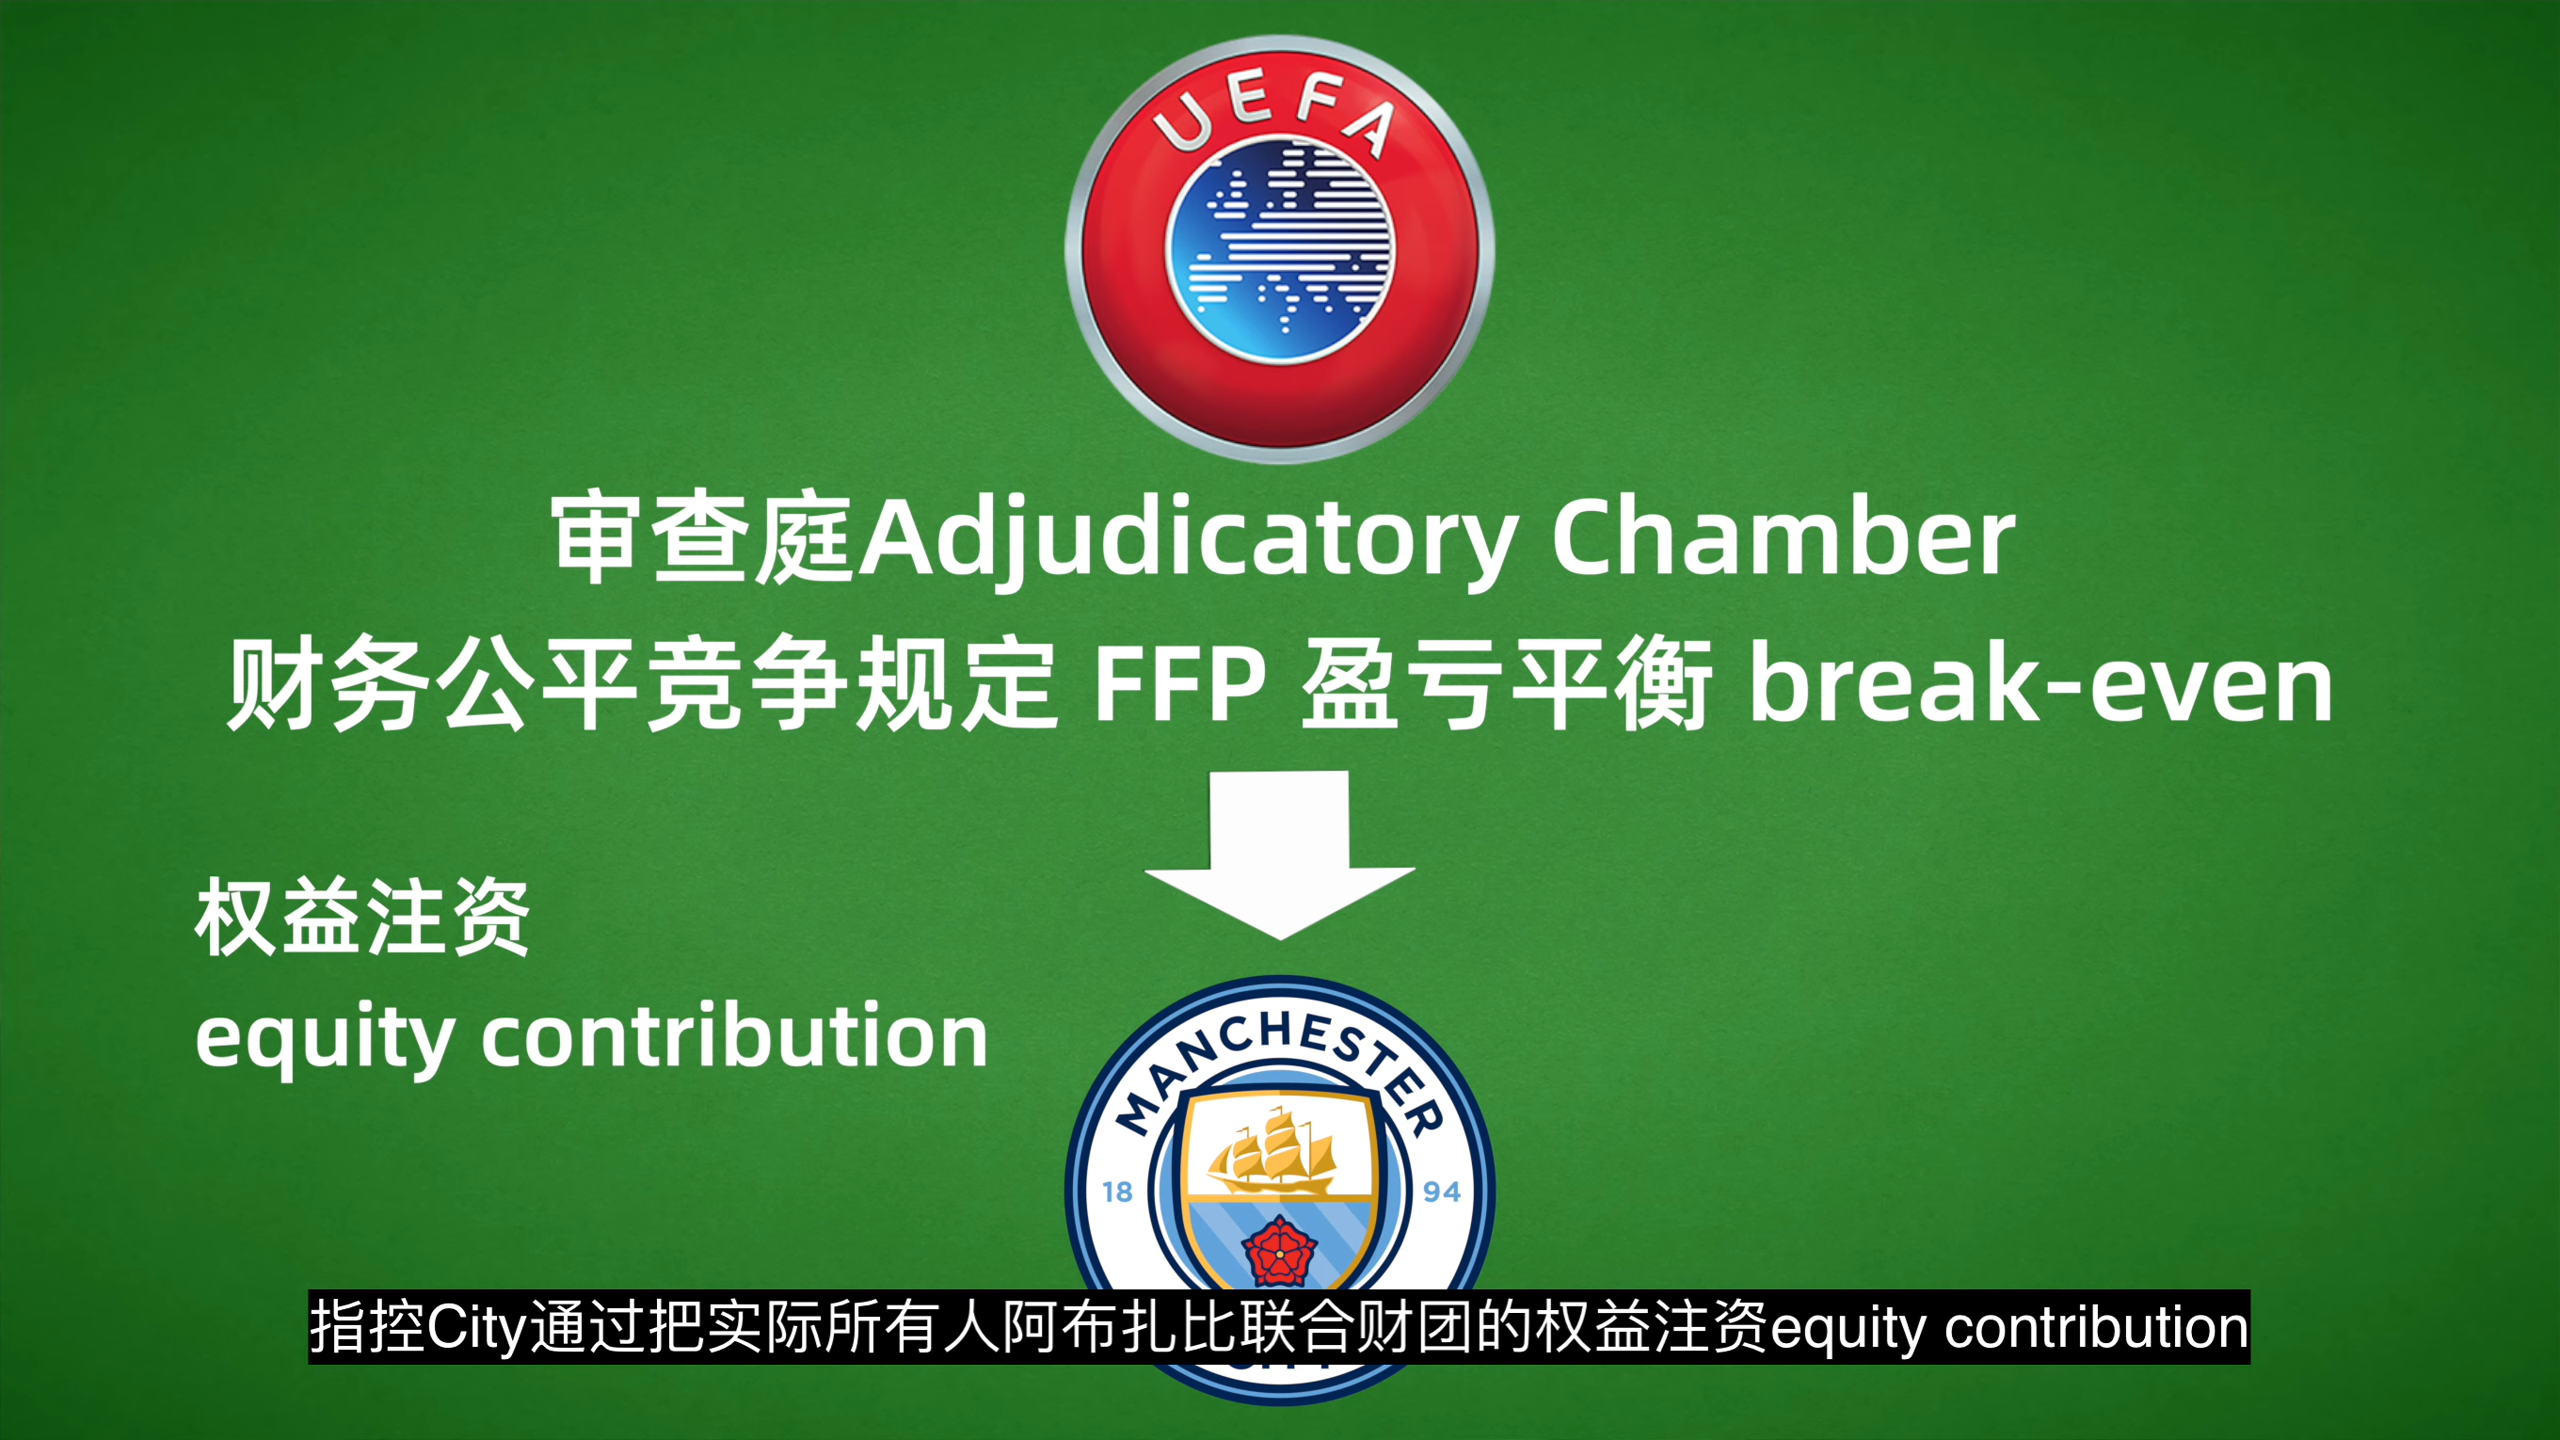 UEFA
审查庭Adjudicatory Chamber
财务公平竞争规定 FFP 盈亏平衡 break-even
权益注资
equity contribution
MANCHESTER
18 94
指控City通过把实际所有人阿布扎比联合财团的权益注资equity contribution